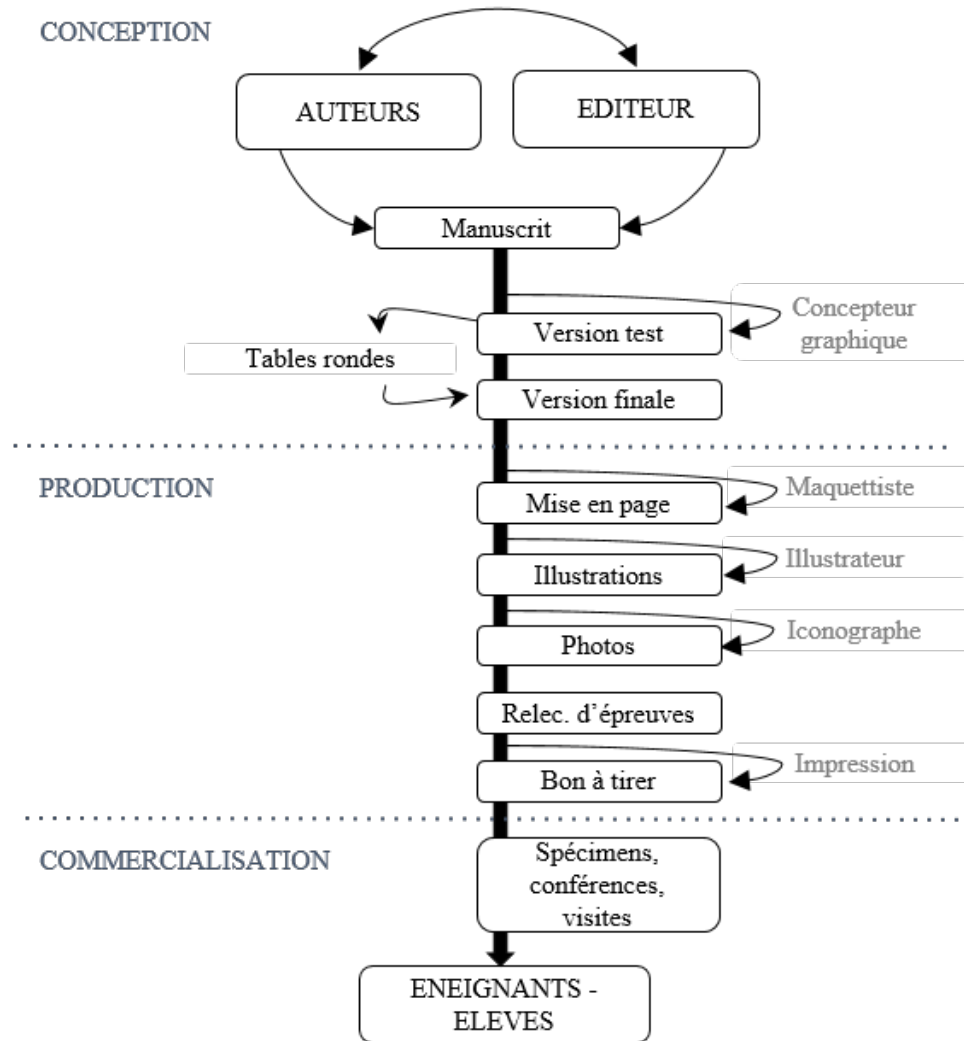 CONCEPTION
AUTEURS
EDITEUR
Manuscrit
Concepteur
graphique
Version test
Tables rondes
Version finale
PRODUCTION
Maquettiste
Mise en page
Illustrateur
Illustrations
Iconographe
Photos
Relec. d'épreuves
Impression
Bon à tirer
COMMERCIALISATION
Spécimens,
conférences,
visites
ENEIGNANTS -
ELEVES